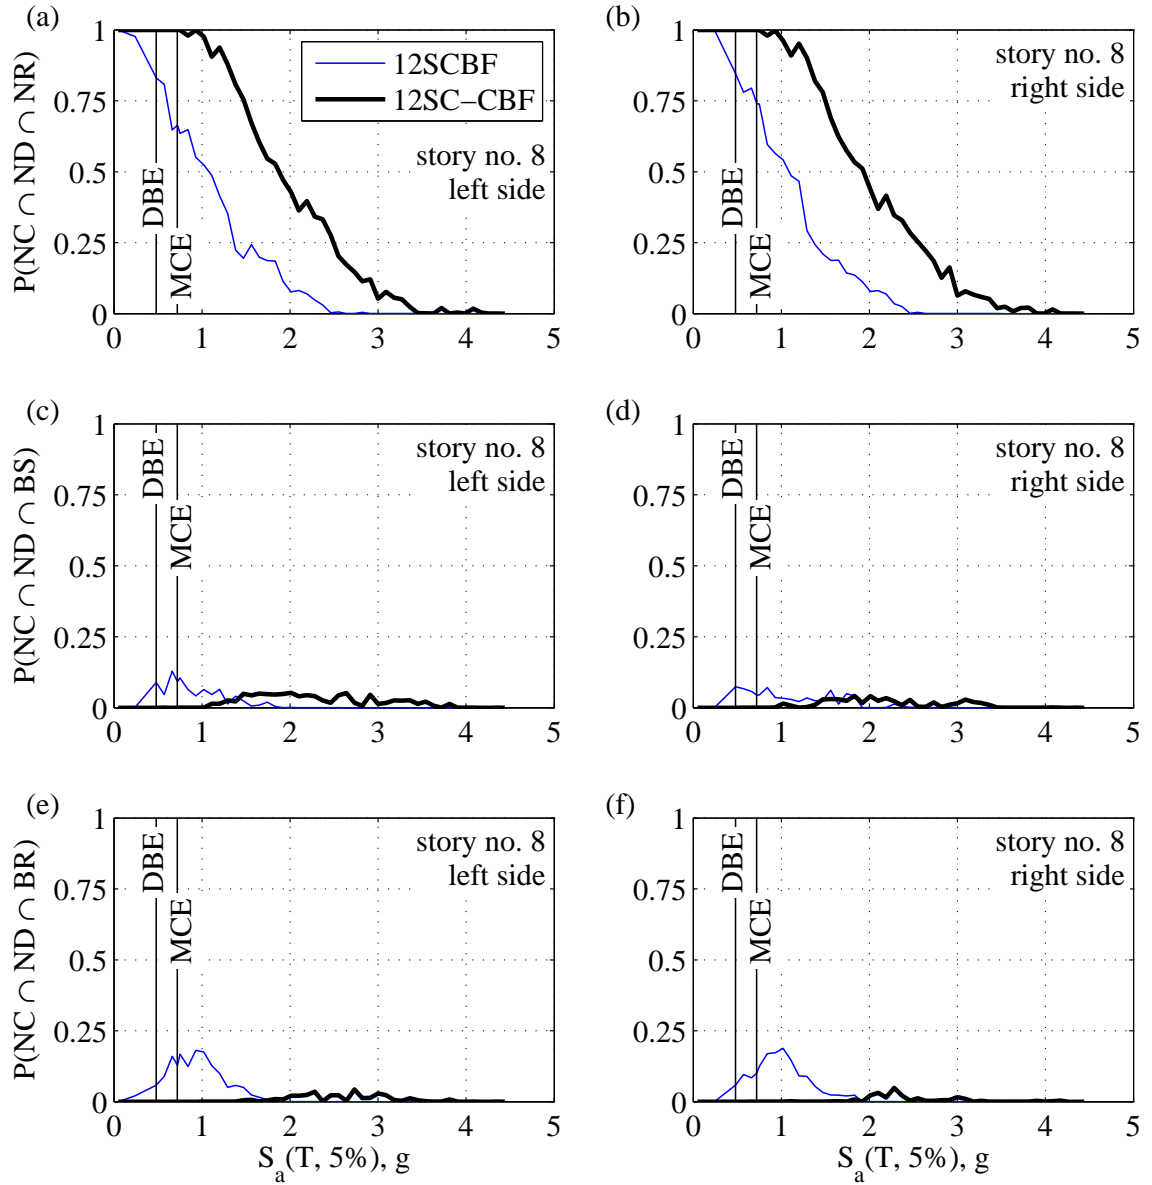 (a)
P(NC ∩ ND ∩ NR)
1
0.75
0.5
0.25
0
0 1 2 3 4 5
DBE
MCE
12SCBF
12SC−CBF
story no. 8
left side
(b)
1
0.75
0.5
0.25
0
0 1 2 3 4 5
DBE
MCE
story no. 8
right side
(c)
P(NC ∩ ND ∩ BS)
1
0.75
0.5
0.25
0
0 1 2 3 4 5
DBE
MCE
story no. 8
left side
(d)
1
0.75
0.5
0.25
0
0 1 2 3 4 5
DBE
MCE
story no. 8
right side
(e)
P(NC ∩ ND ∩ BR)
1
0.75
0.5
0.25
0
0 1 2 3 4 5
DBE
MCE
story no. 8
left side
S_a(T, 5%), g
(f)
1
0.75
0.5
0.25
0
0 1 2 3 4 5
DBE
MCE
story no. 8
right side
S_a(T, 5%), g